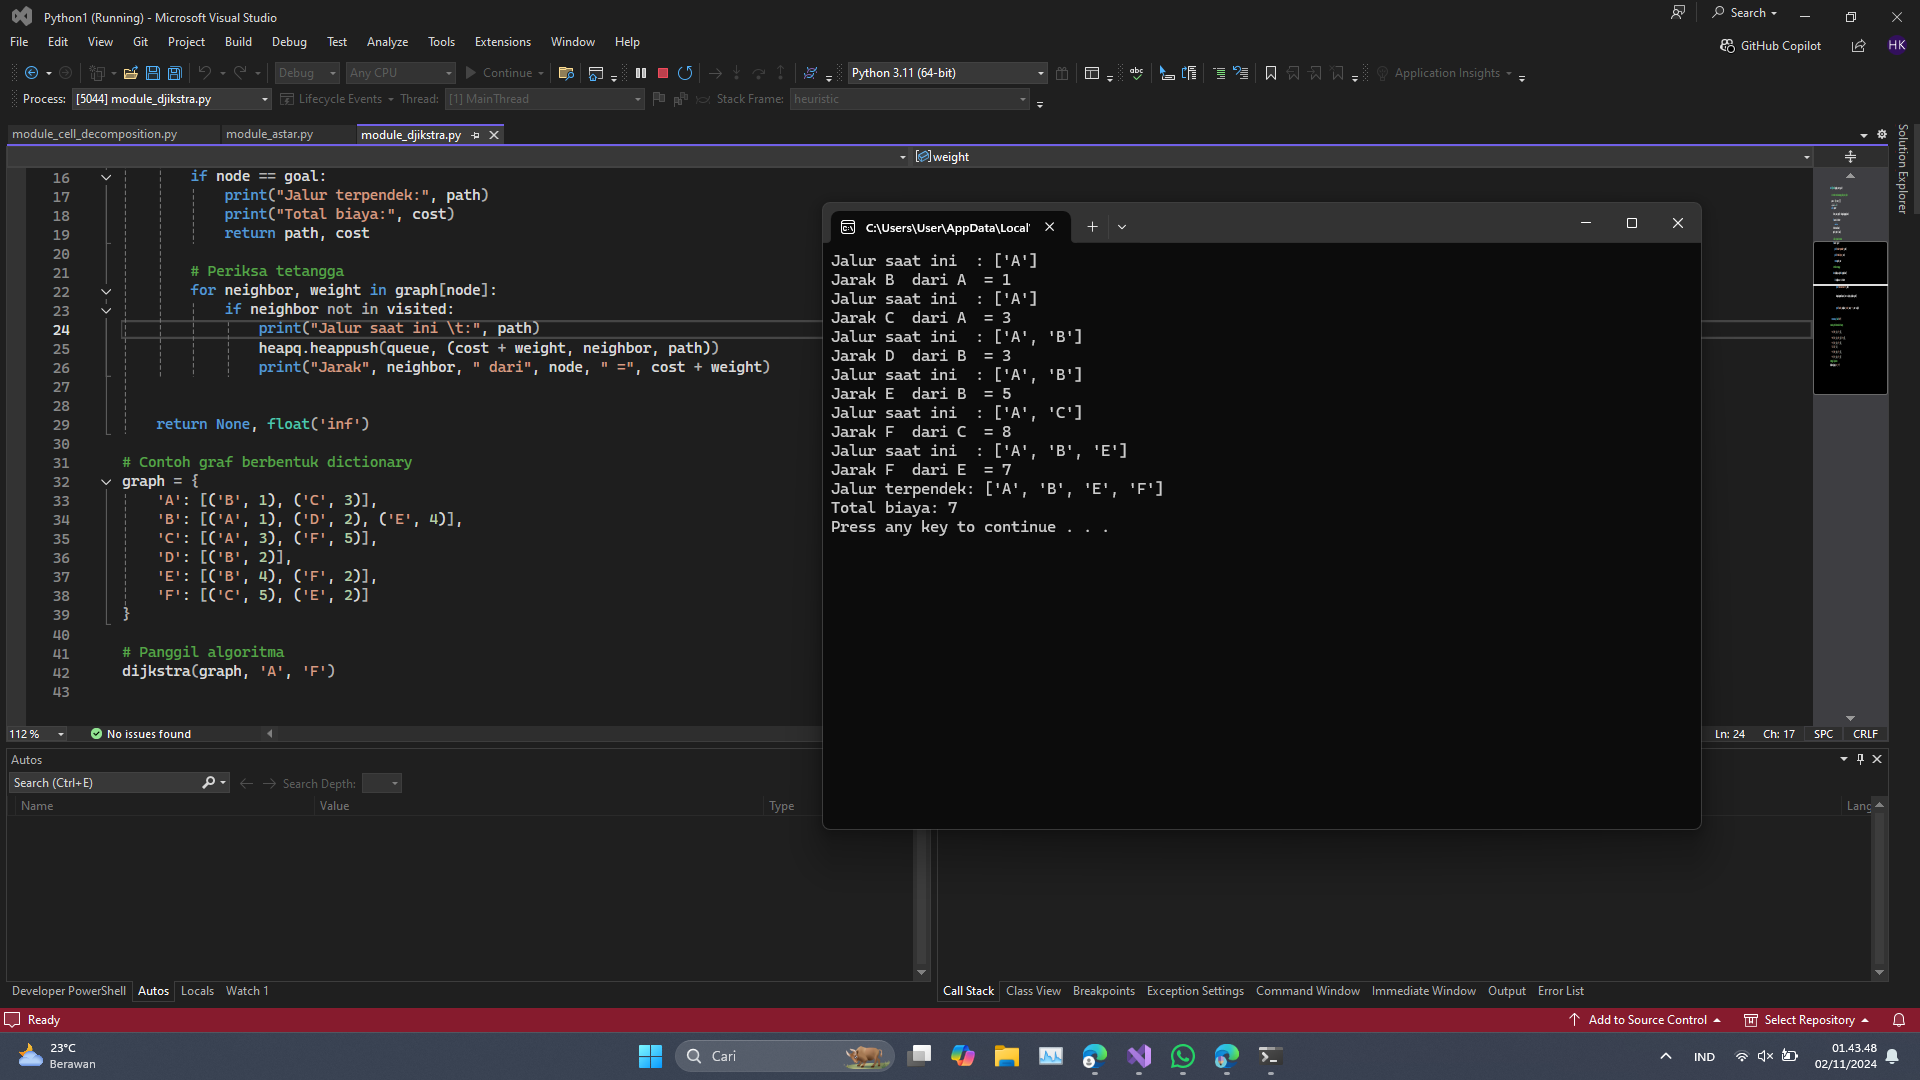 Python1 (Running) - Microsoft Visual Studio
Search
File Edit View Git Project Build Debug Test Analyze Tools Extensions Window Help
GitHub Copilot
HK
Debug Any CPU Continue Python 3.11 (64-bit) Application Insights
Process: [5044] module_djikstra.py Lifecycle Events Thread: [1] MainThread Stack Frame: heuristic
module_cell_decomposition.py module_astar.py module_djikstra.py
weight
Solution Explorer
16 if node == goal:
17 print("Jalur terpendek:", path)
18 print("Total biaya:", cost)
19 return path, cost
20
21 # Periksa tetangga
22 for neighbor, weight in graph[node]:
23 if neighbor not in visited:
24 print("Jalur saat ini \t:", path)
25 heapq.heappush(queue, (cost + weight, neighbor, path))
26 print("Jarak", neighbor, " dari", node, " =", cost + weight)
27
28
29 return None, float('inf')
30
31 # Contoh graf berbentuk dictionary
32 graph = {
33 'A': [('B', 1), ('C', 3)],
34 'B': [('A', 1), ('D', 2), ('E', 4)],
35 'C': [('A', 3), ('F', 5)],
36 'D': [('B', 2)],
37 'E': [('B', 4), ('F', 2)],
38 'F': [('C', 5), ('E', 2)]
39 }
40
41 # Panggil algoritma
42 dijkstra(graph, 'A', 'F')
43
C:\Users\User\AppData\Local\
Jalur saat ini  : ['A']
Jarak B  dari A  = 1
Jalur saat ini  : ['A']
Jarak C  dari A  = 3
Jalur saat ini  : ['A', 'B']
Jarak D  dari B  = 3
Jalur saat ini  : ['A', 'B']
Jarak E  dari B  = 5
Jalur saat ini  : ['A', 'C']
Jarak F  dari C  = 8
Jalur saat ini  : ['A', 'B', 'E']
Jarak F  dari E  = 7
Jalur terpendek: ['A', 'B', 'E', 'F']
Total biaya: 7
Press any key to continue . . .
112 % No issues found
Ln: 24 Ch: 17 SPC CRLF
Autos
Search (Ctrl+E) Search Depth:
Name Value Type
Lang
Developer PowerShell Autos Locals Watch 1
Call Stack Class View Breakpoints Exception Settings Command Window Immediate Window Output Error List
Ready
Add to Source Control Select Repository
23°C
Berawan
Cari
IND
01.43.48
02/11/2024